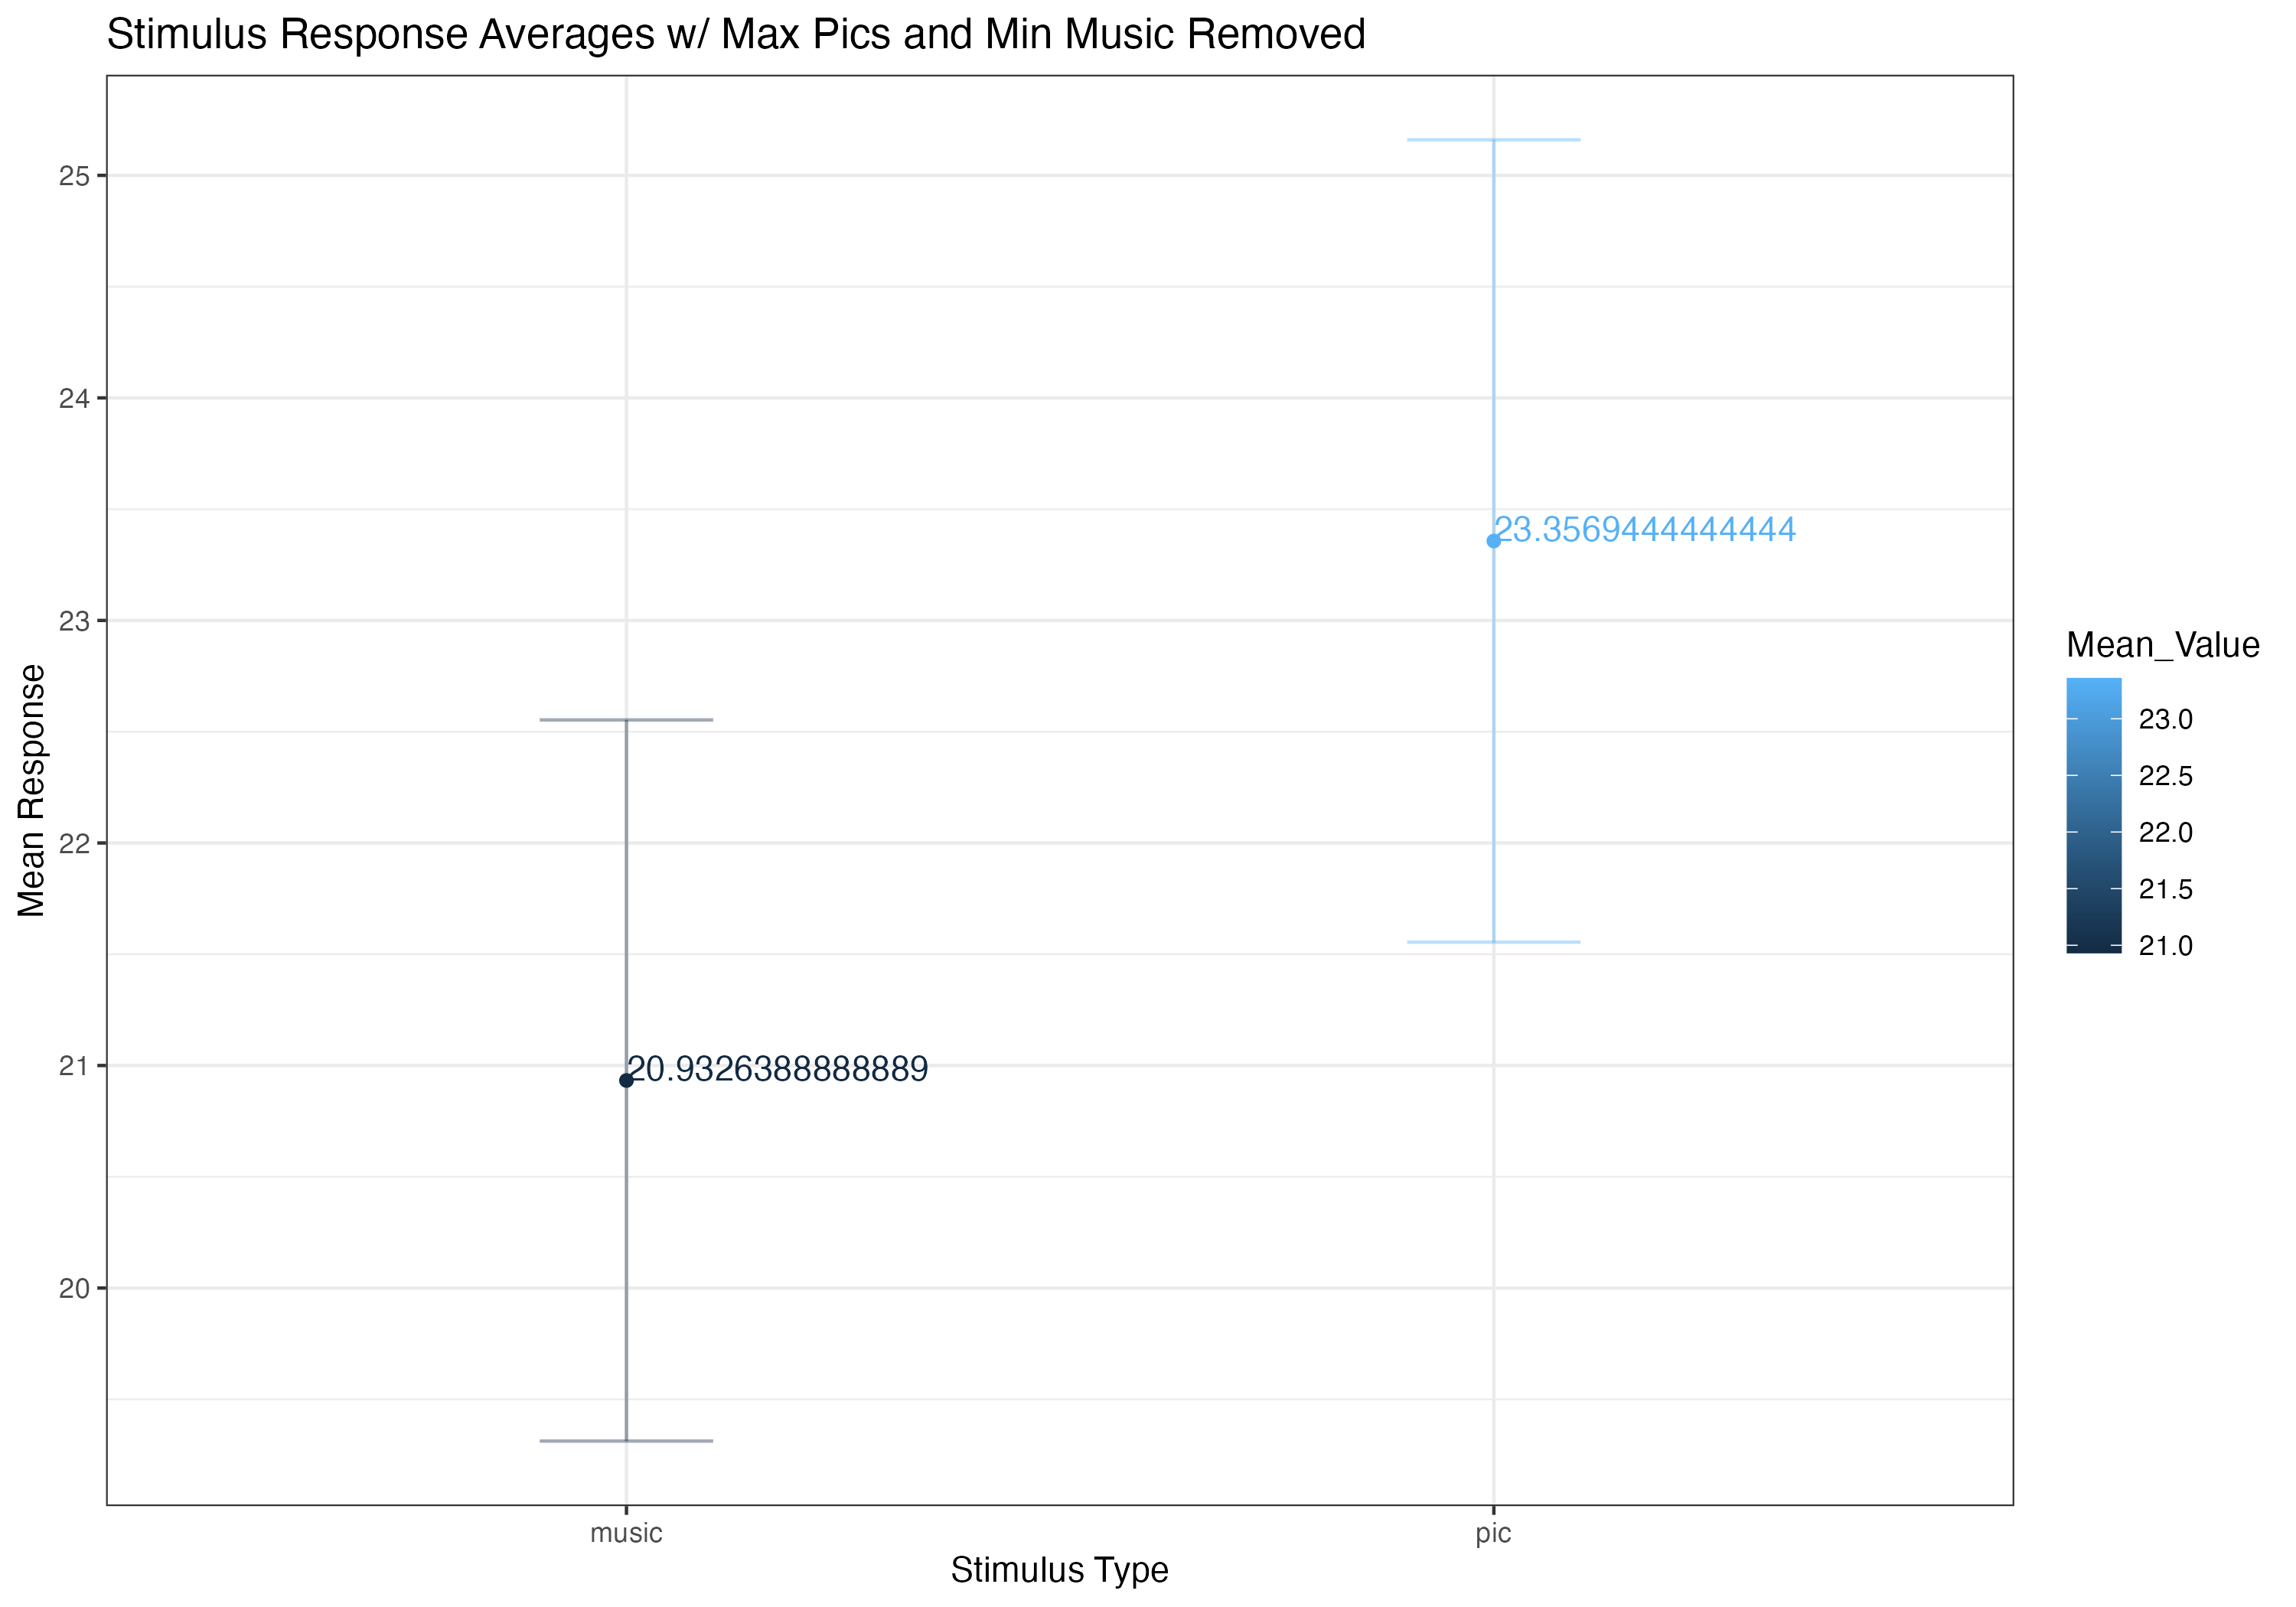 Stimulus Response Averages w/ Max Pics and Min Music Removed
Mean Response
25
24
23
22
21
20
23.3569444444444
20.9326388888889
music
pic
Stimulus Type
Mean_Value
23.0
22.5
22.0
21.5
21.0